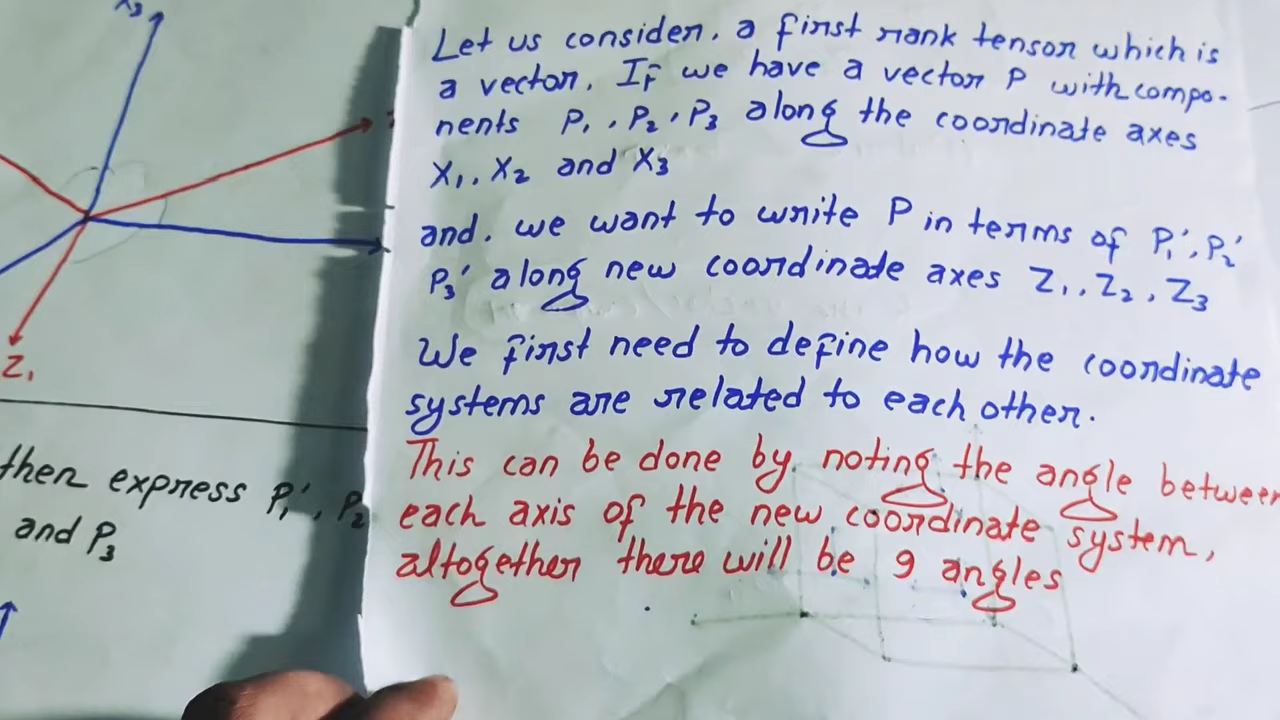 X3
Z1
then express P1', P2
and P3
Let us consider, a first rank tensor which is
a vector. If we have a vector P with compo-
nents P1, P2, P3 along the coordinate axes
X1, X2 and X3
and. we want to write P in terms of P1', P2'
P3' along new coordinate axes Z1, Z2, Z3
We first need to define how the coordinate
systems are related to each other.
This can be done by noting the angle between
each axis of the new coordinate system,
altogether there will be 9 angles